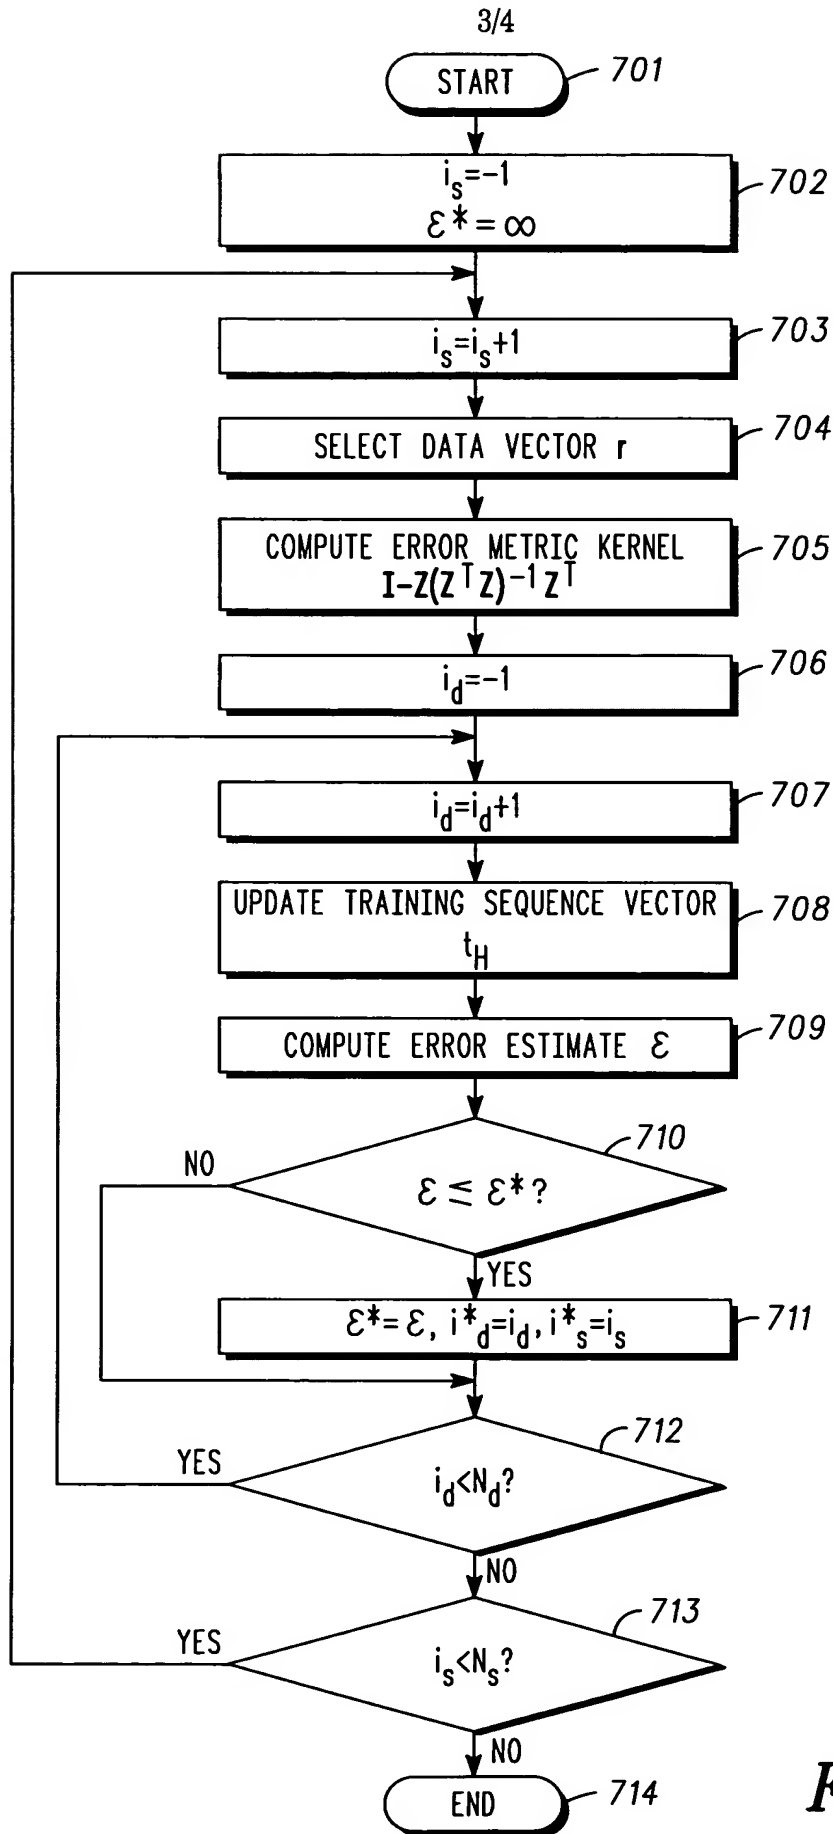 3/4
START
701
i_s=-1
ε*=∞
702
i_s=i_s+1
703
SELECT DATA VECTOR r
704
COMPUTE ERROR METRIC KERNEL
I-Z(Z^T Z)^-1 Z^T
705
i_d=-1
706
i_d=i_d+1
707
UPDATE TRAINING SEQUENCE VECTOR
t_H
708
COMPUTE ERROR ESTIMATE ε
709
710
NO
ε ≤ ε*?
YES
ε*=ε, i*_d=i_d, i*_s=i_s
711
712
YES
i_d<N_d?
NO
713
YES
i_s<N_s?
NO
END
714